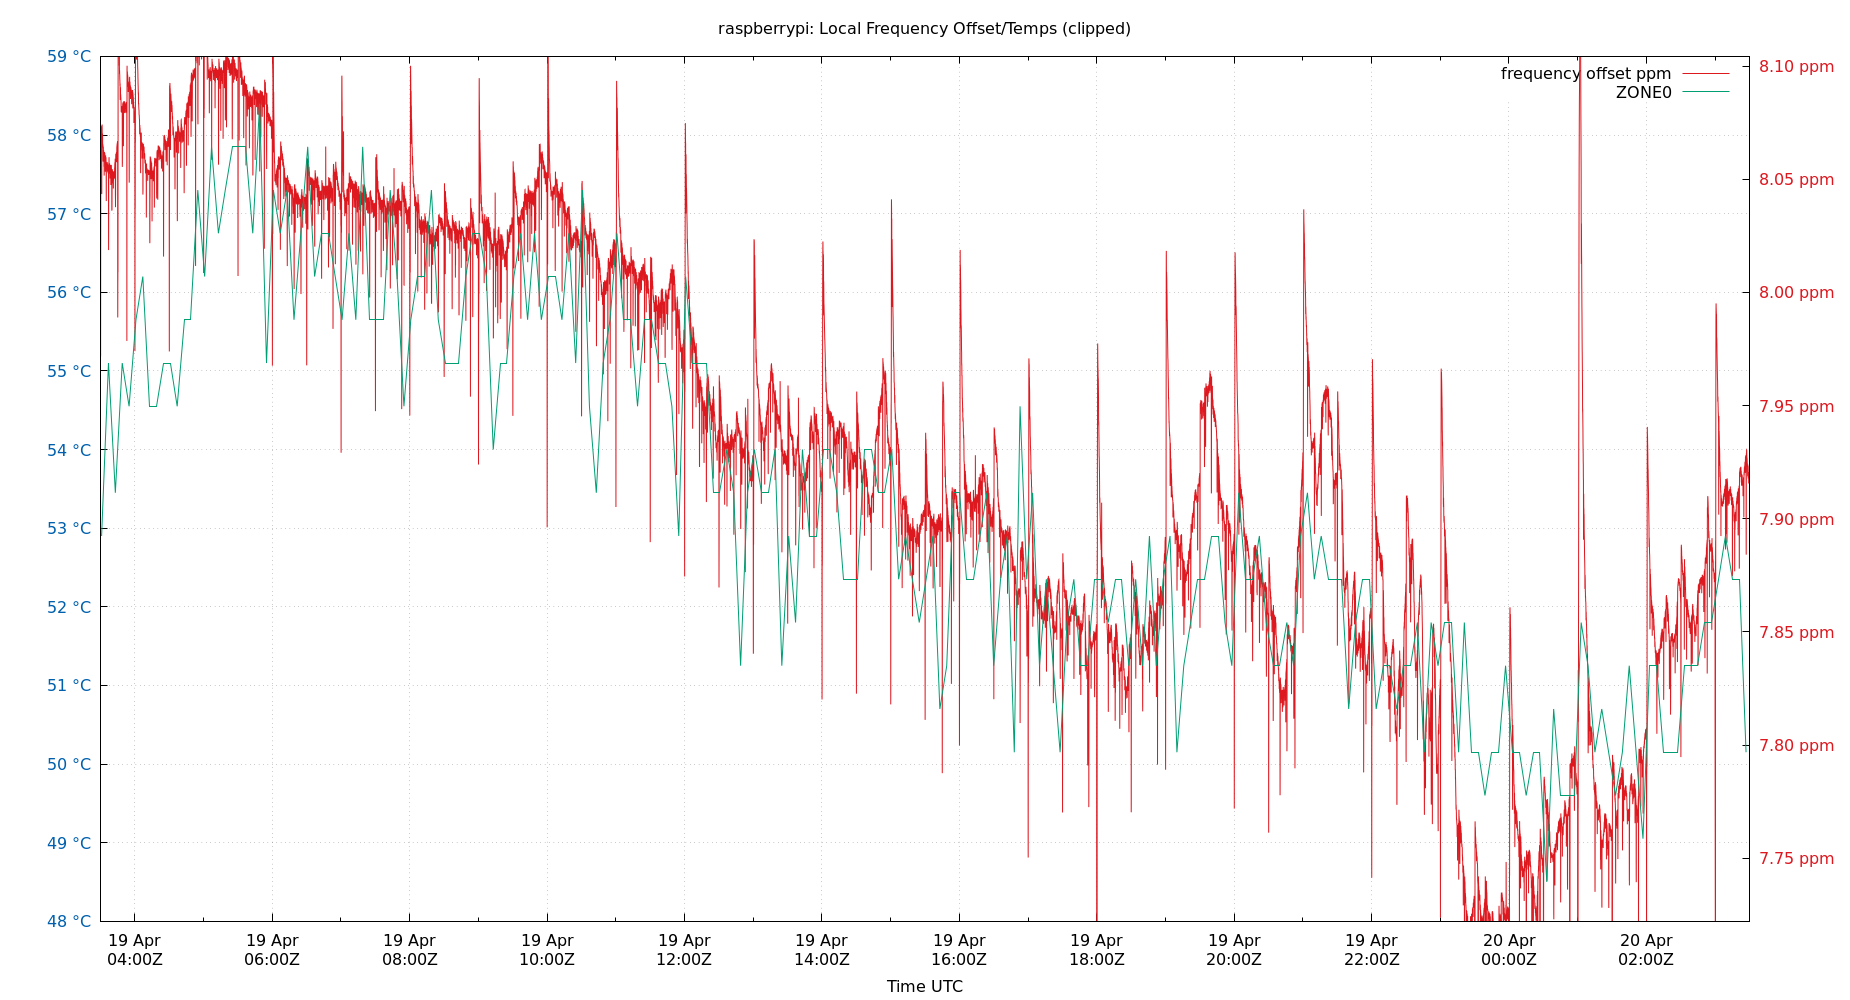 raspberrypi: Local Frequency Offset/Temps (clipped)
59 °C
58 °C
57 °C
56 °C
55 °C
54 °C
53 °C
52 °C
51 °C
50 °C
49 °C
48 °C
frequency offset ppm
ZONE0
8.10 ppm
8.05 ppm
8.00 ppm
7.95 ppm
7.90 ppm
7.85 ppm
7.80 ppm
7.75 ppm
19 Apr 19 Apr 19 Apr 19 Apr 19 Apr 19 Apr 19 Apr 19 Apr 19 Apr 19 Apr 20 Apr 20 Apr
04:00Z 06:00Z 08:00Z 10:00Z 12:00Z 14:00Z 16:00Z 18:00Z 20:00Z 22:00Z 00:00Z 02:00Z
Time UTC